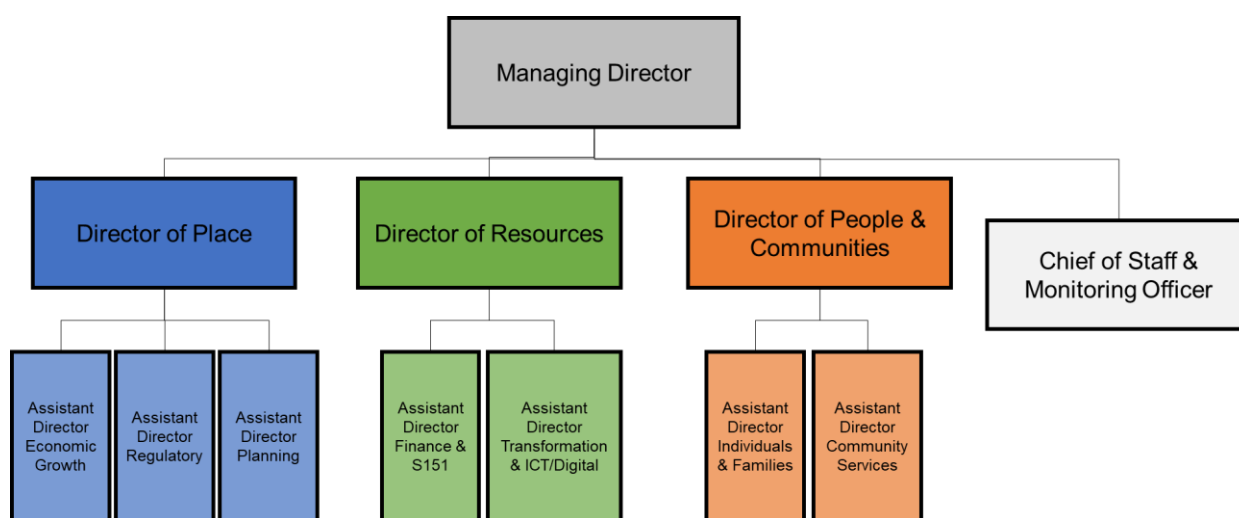 Managing Director
Director of Place
Director of Resources
Director of People &
Communities
Chief of Staff &
Monitoring Officer
Assistant
Director
Economic
Growth
Assistant
Director
Regulatory
Assistant
Director
Planning
Assistant
Director
Finance &
S151
Assistant
Director
Transformation
& ICT/Digital
Assistant
Director
Individuals
& Families
Assistant
Director
Community
Services